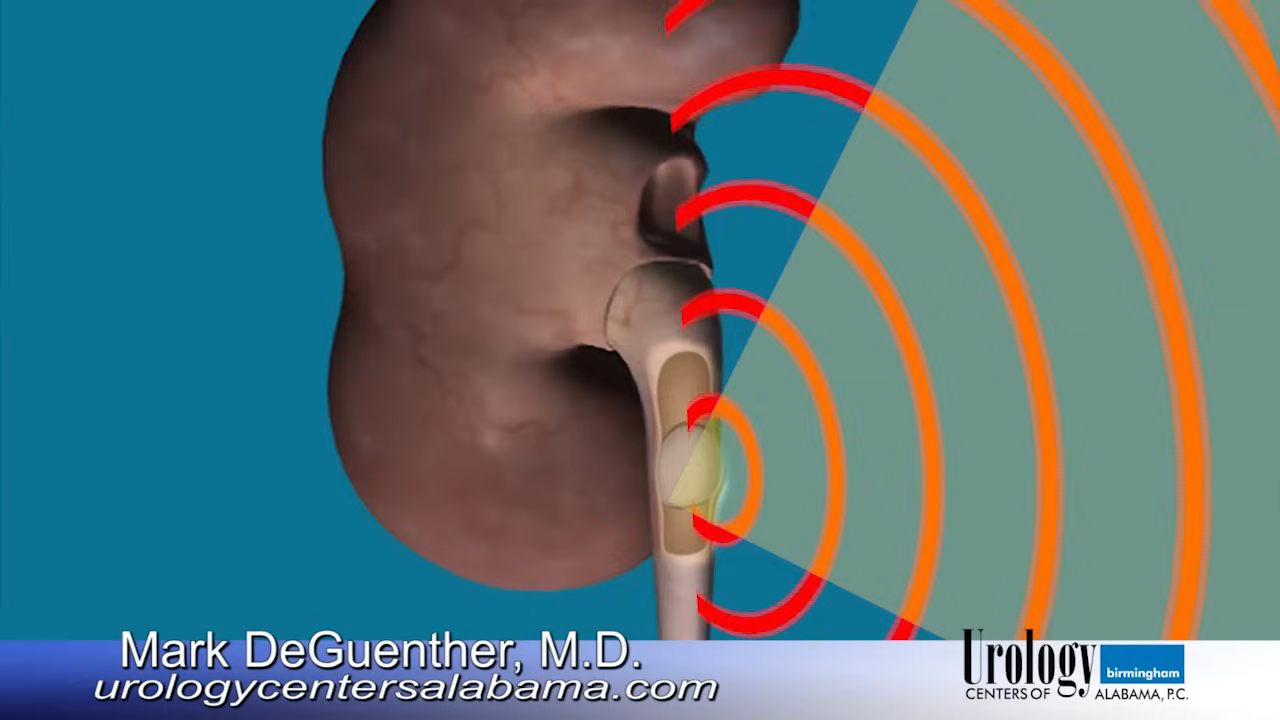 Mark DeGuenther, M.D.
urologycentersalabama.com
Urology
birmingham
CENTERS OF ALABAMA, P.C.